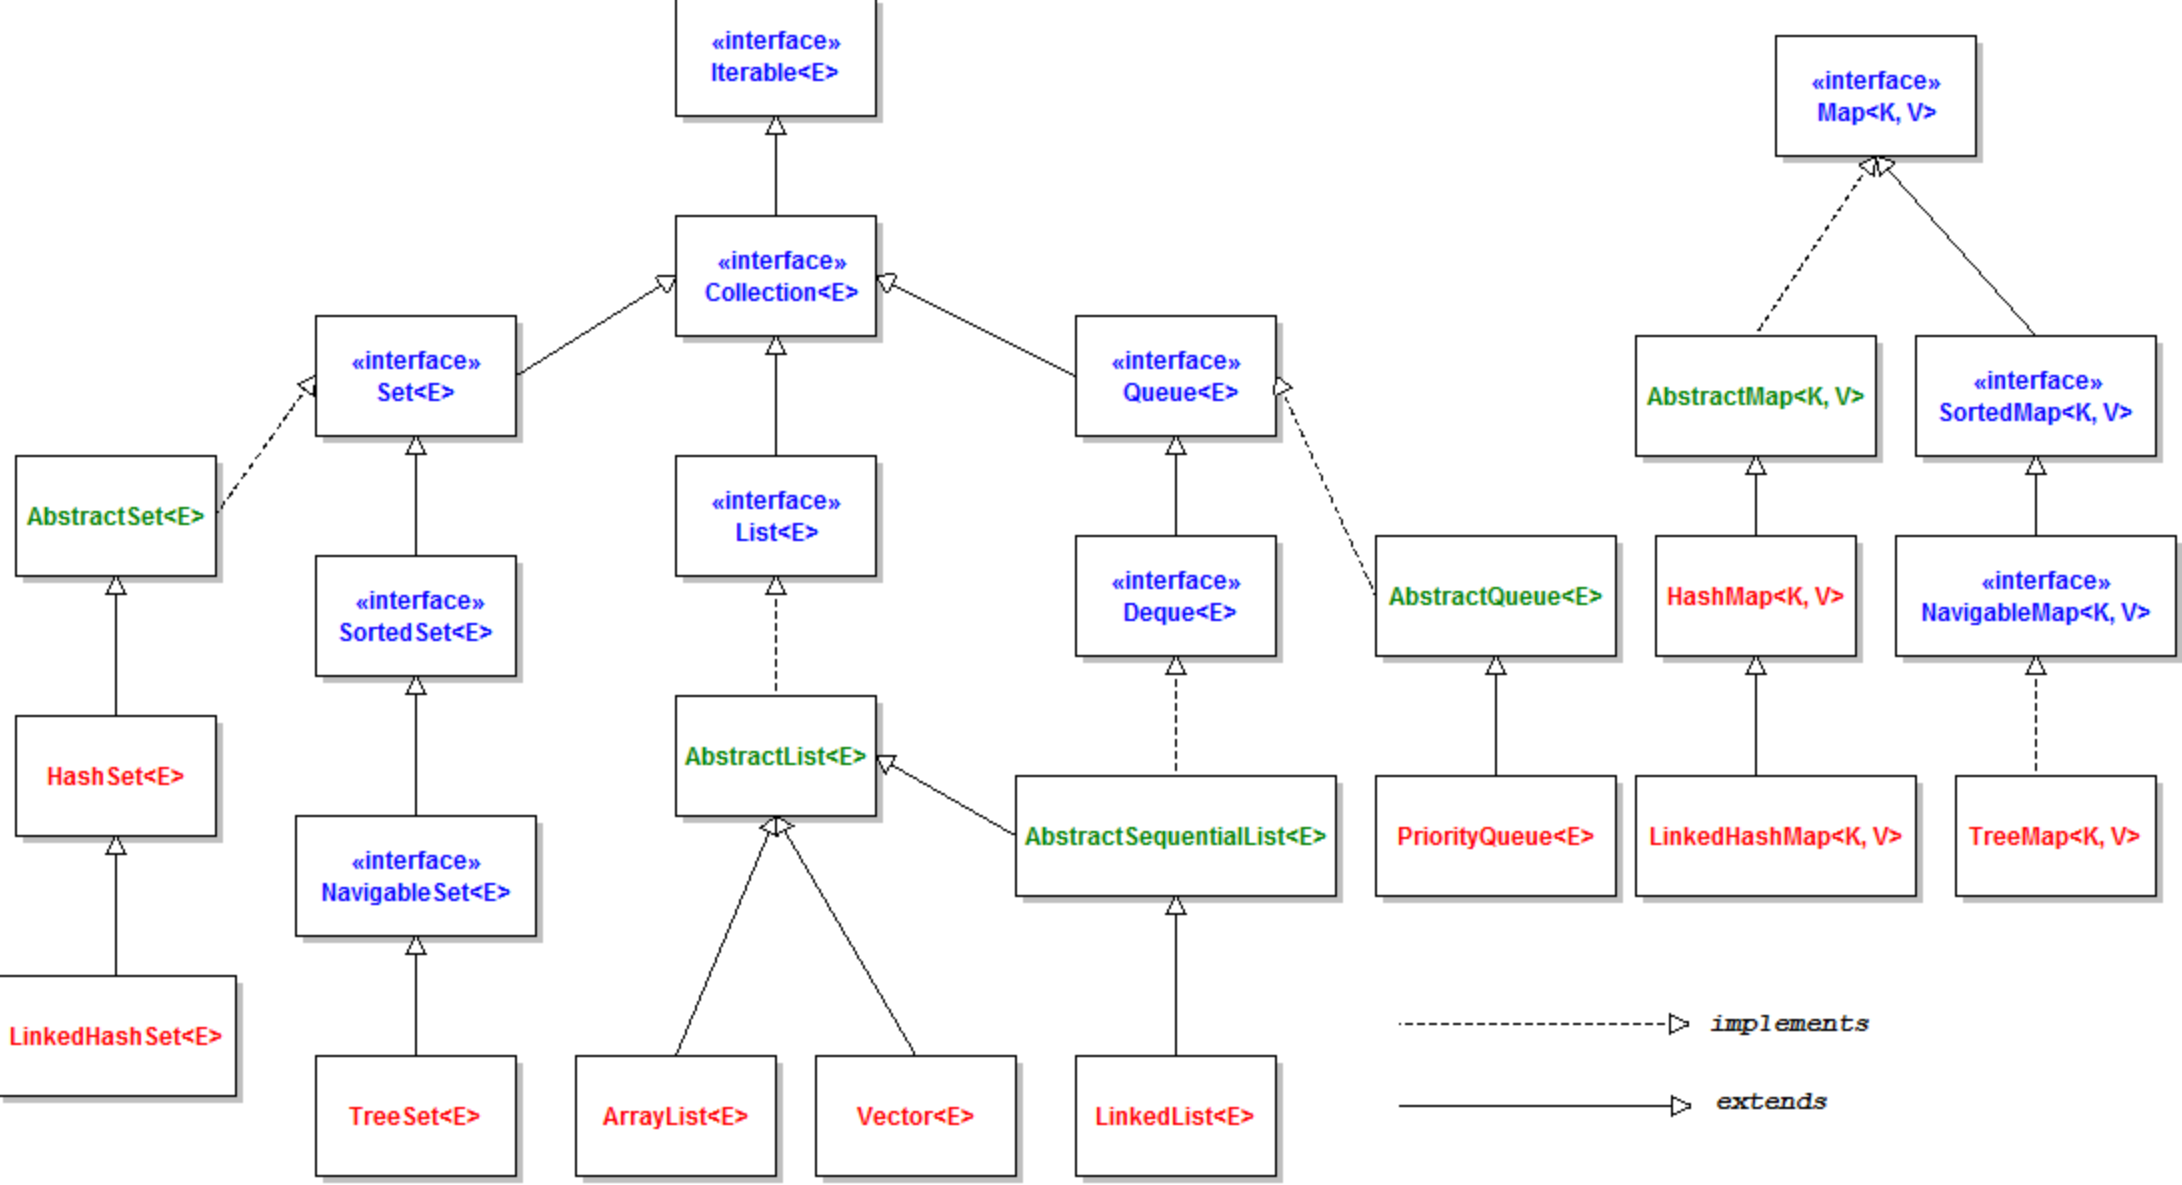 «interface»
Iterable<E>
«interface»
Map<K, V>
«interface»
Collection<E>
«interface»
Set<E>
«interface»
Queue<E>
AbstractMap<K, V>
«interface»
SortedMap<K, V>
AbstractSet<E>
«interface»
List<E>
«interface»
SortedSet<E>
«interface»
Deque<E>
AbstractQueue<E>
HashMap<K, V>
«interface»
NavigableMap<K, V>
HashSet<E>
AbstractList<E>
«interface»
NavigableSet<E>
AbstractSequentialList<E>
PriorityQueue<E>
LinkedHashMap<K, V>
TreeMap<K, V>
LinkedHashSet<E>
implements
TreeSet<E>
ArrayList<E>
Vector<E>
LinkedList<E>
extends